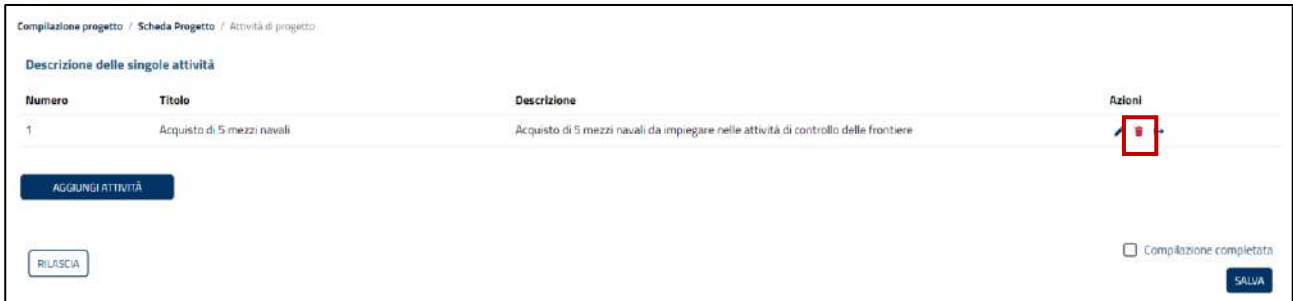 Compilazione progetto / Scheda Progetto / Attività di progetto
Descrizione delle singole attività
Numero Titolo Descrizione Azioni
1 Acquisto di 5 mezzi navali Acquisto di 5 mezzi navali da impiegare nelle attività di controllo delle frontiere
AGGIUNGI ATTIVITÀ
Compilazione completata
RILASCIA
SALVA